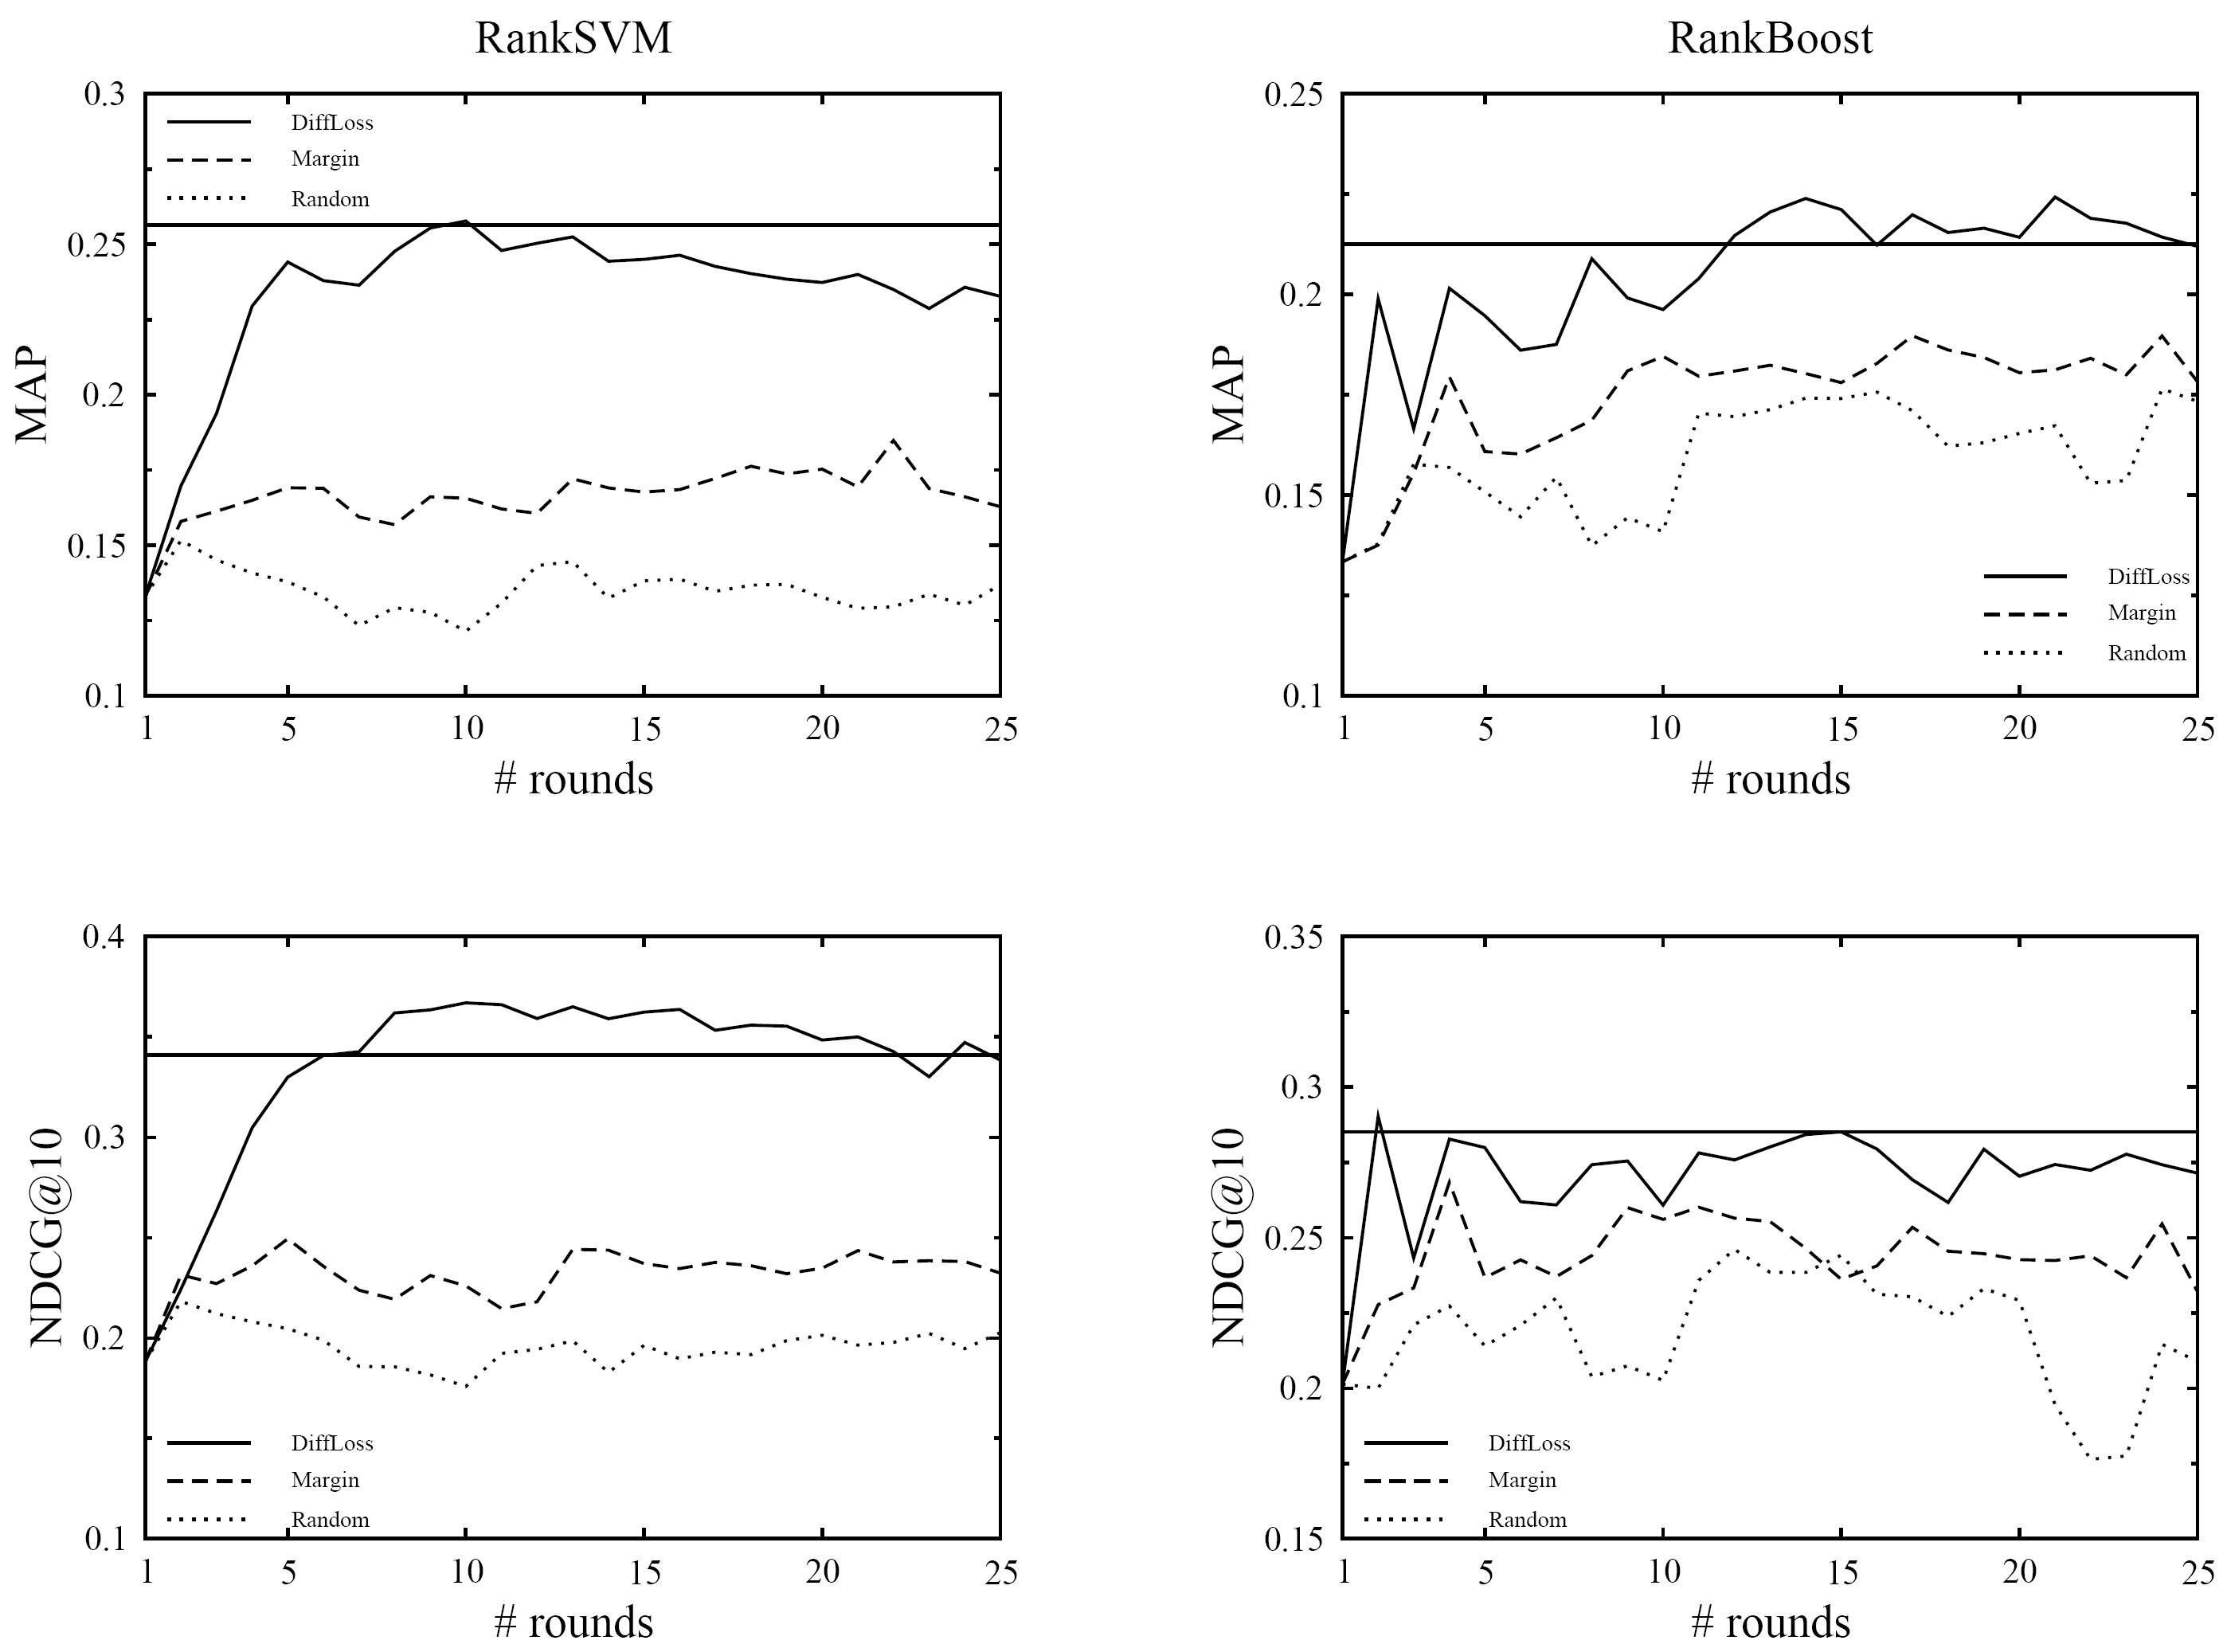 RankSVM
0.3
0.25
0.2
0.15
0.1
MAP
DiffLoss
Margin
Random
1 5 10 15 20 25
# rounds
RankBoost
0.25
0.2
0.15
0.1
MAP
DiffLoss
Margin
Random
1 5 10 15 20 25
# rounds
0.4
0.3
0.2
0.1
NDCG@10
DiffLoss
Margin
Random
1 5 10 15 20 25
# rounds
0.35
0.3
0.25
0.2
0.15
NDCG@10
DiffLoss
Margin
Random
1 5 10 15 20 25
# rounds